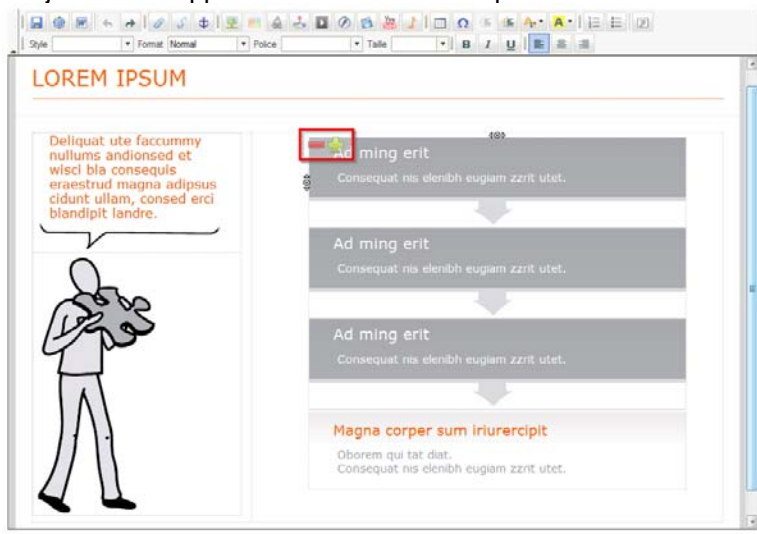 Style Format Normal Police Taille B I U
LOREM IPSUM
Deliquat ute faccummy
nullums andionsed et
wisci bla consequis
eraestrud magna adipsus
cidunt ullam, consed erci
blandipit landre.
Ad ming erit
Consequat nis elenibh eugiam zzrit utet.
Ad ming erit
Consequat nis elenibh eugiam zzrit utet.
Ad ming erit
Consequat nis elenibh eugiam zzrit utet.
Magna corper sum iriurercipit
Oborem qui tat diat.
Consequat nis elenibh eugiam zzrit utet.